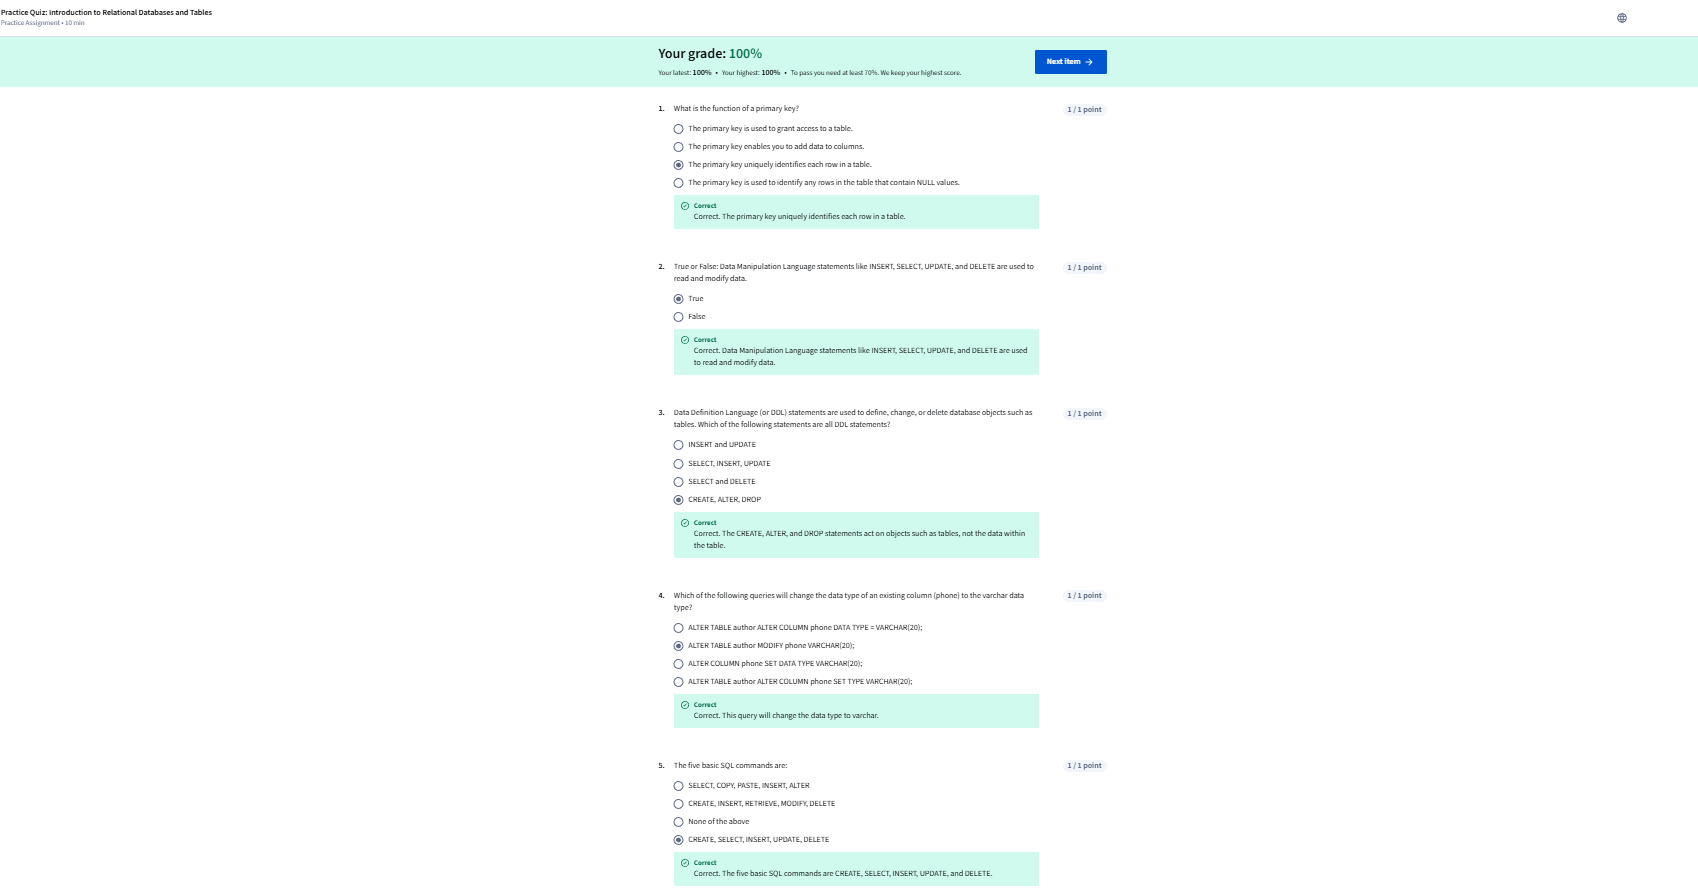 Practice Quiz: Introduction to Relational Databases and Tables
Practice Assignment • 10 min
Your grade: 100%
Your latest: 100% • Your highest: 100% • To pass you need at least 70%. We keep your highest score.
Next item →
1. What is the function of a primary key?
1 / 1 point
The primary key is used to grant access to a table.
The primary key enables you to add data to columns.
The primary key uniquely identifies each row in a table.
The primary key is used to identify any rows in the table that contain NULL values.
Correct
Correct. The primary key uniquely identifies each row in a table.
2. True or False: Data Manipulation Language statements like INSERT, SELECT, UPDATE, and DELETE are used to
read and modify data.
1 / 1 point
True
False
Correct
Correct. Data Manipulation Language statements like INSERT, SELECT, UPDATE, and DELETE are used
to read and modify data.
3. Data Definition Language (or DDL) statements are used to define, change, or delete database objects such as
tables. Which of the following statements are all DDL statements?
1 / 1 point
INSERT and UPDATE
SELECT, INSERT, UPDATE
SELECT and DELETE
CREATE, ALTER, DROP
Correct
Correct. The CREATE, ALTER, and DROP statements act on objects such as tables, not the data within
the table.
4. Which of the following queries will change the data type of an existing column (phone) to the varchar data
type?
1 / 1 point
ALTER TABLE author ALTER COLUMN phone DATA TYPE = VARCHAR(20);
ALTER TABLE author MODIFY phone VARCHAR(20);
ALTER COLUMN phone SET DATA TYPE VARCHAR(20);
ALTER TABLE author ALTER COLUMN phone SET TYPE VARCHAR(20);
Correct
Correct. This query will change the data type to varchar.
5. The five basic SQL commands are:
1 / 1 point
SELECT, COPY, PASTE, INSERT, ALTER
CREATE, INSERT, RETRIEVE, MODIFY, DELETE
None of the above
CREATE, SELECT, INSERT, UPDATE, DELETE
Correct
Correct. The five basic SQL commands are CREATE, SELECT, INSERT, UPDATE, and DELETE.